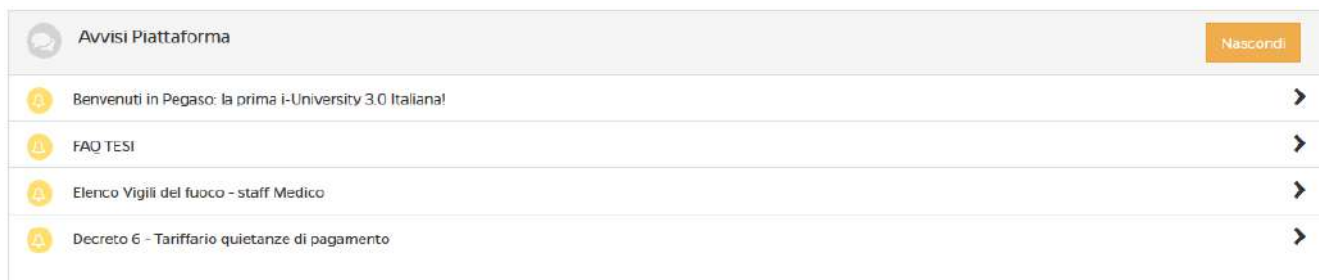 Avvisi Piattaforma
Nascondi
Benvenuti in Pegaso: la prima i-University 3.0 Italiana!
FAQ TESI
Elenco Vigili del fuoco - staff Medico
Decreto 6 - Tariffario quietanze di pagamento